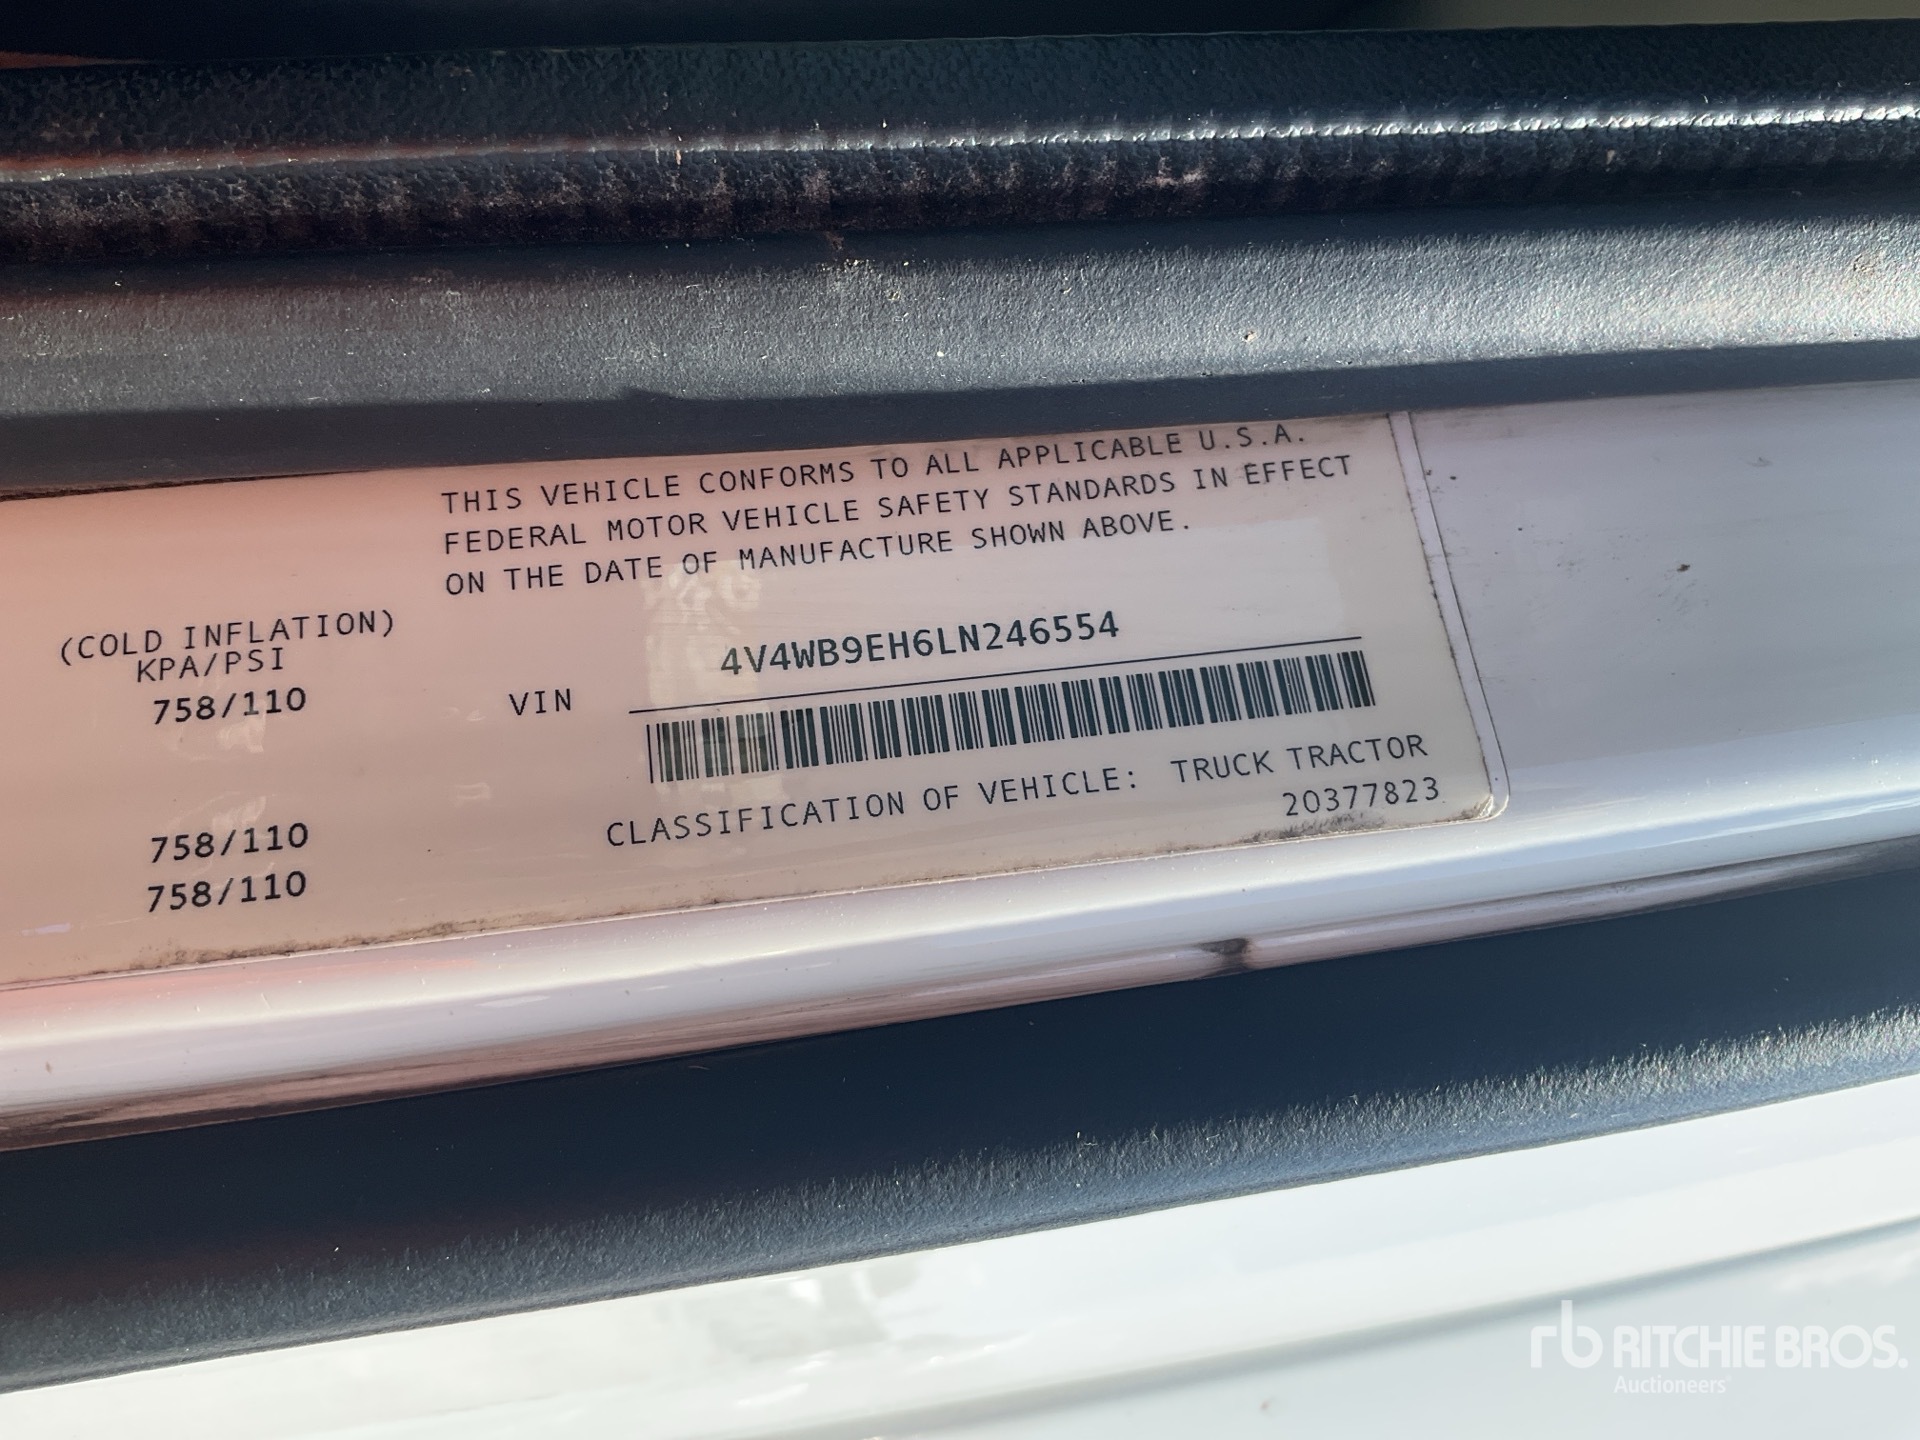 THIS VEHICLE CONFORMS TO ALL APPLICABLE U.S.A.
FEDERAL MOTOR VEHICLE SAFETY STANDARDS IN EFFECT
ON THE DATE OF MANUFACTURE SHOWN ABOVE.
(COLD INFLATION)
KPA/PSI
758/110
VIN 4V4WB9EH6LN246554
CLASSIFICATION OF VEHICLE: TRUCK TRACTOR
20377823
758/110
758/110
rb RITCHIE BROS.
Auctioneers